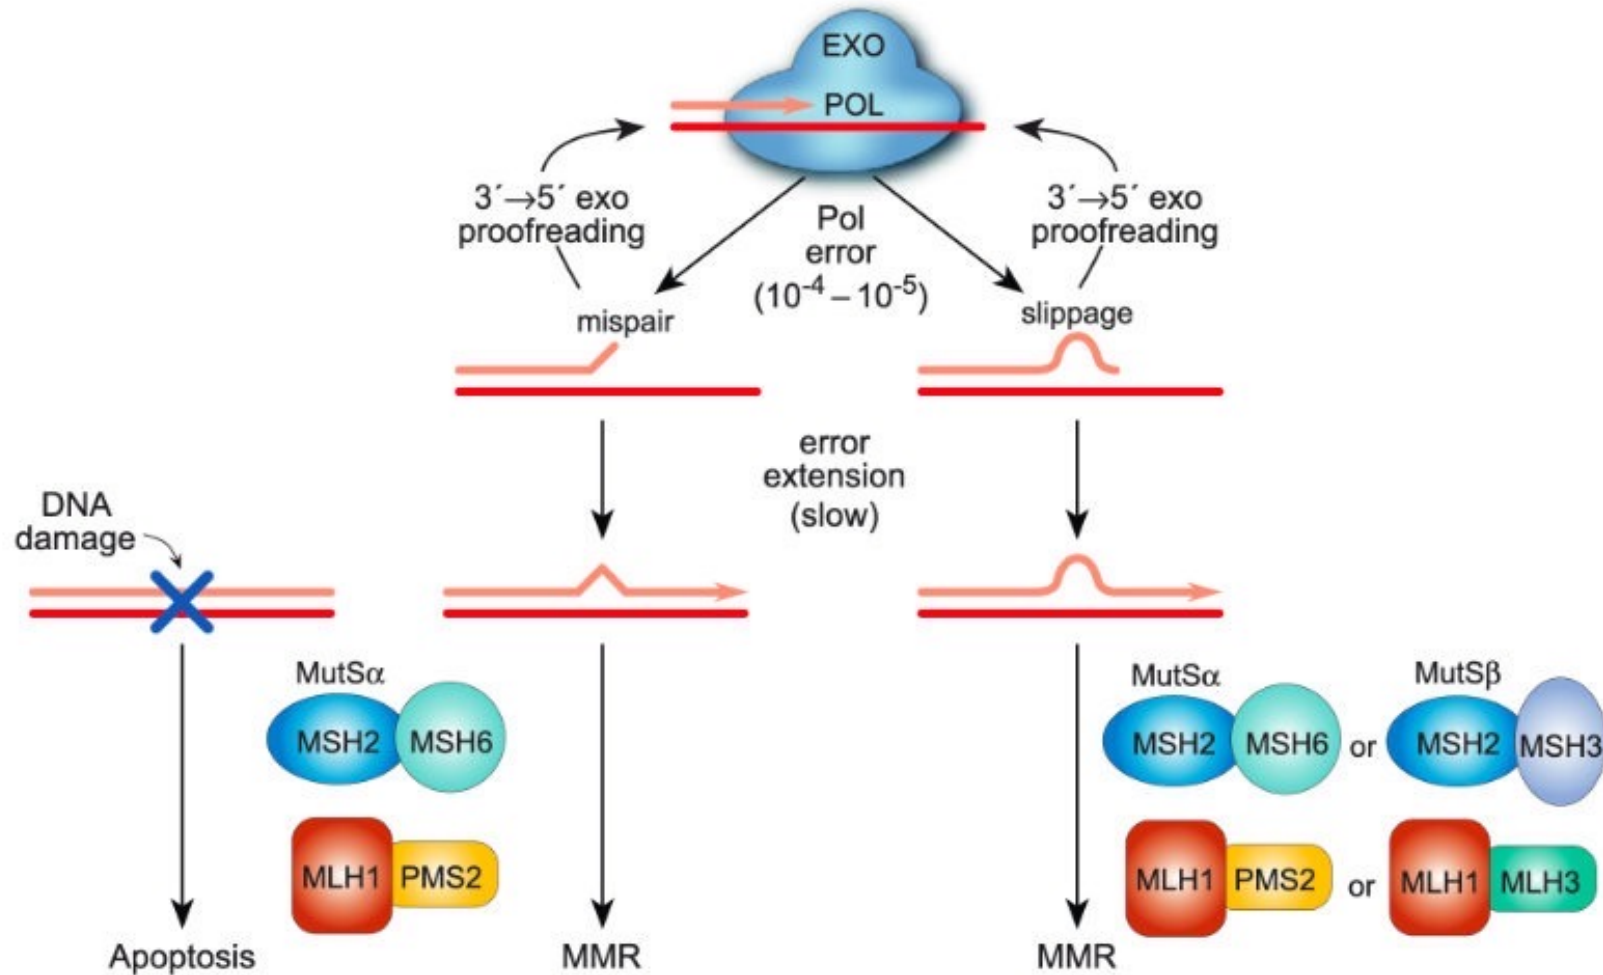 EXO
POL
3´→5´ exo
proofreading
Pol
error
(10⁻⁴ – 10⁻⁵)
3´→5´ exo
proofreading
mispair
slippage
error
extension
(slow)
DNA
damage
MutSα
MSH2 MSH6
MLH1 PMS2
MutSα MutSβ
MSH2 MSH6 or MSH2 MSH3
MLH1 PMS2 or MLH1 MLH3
Apoptosis MMR MMR